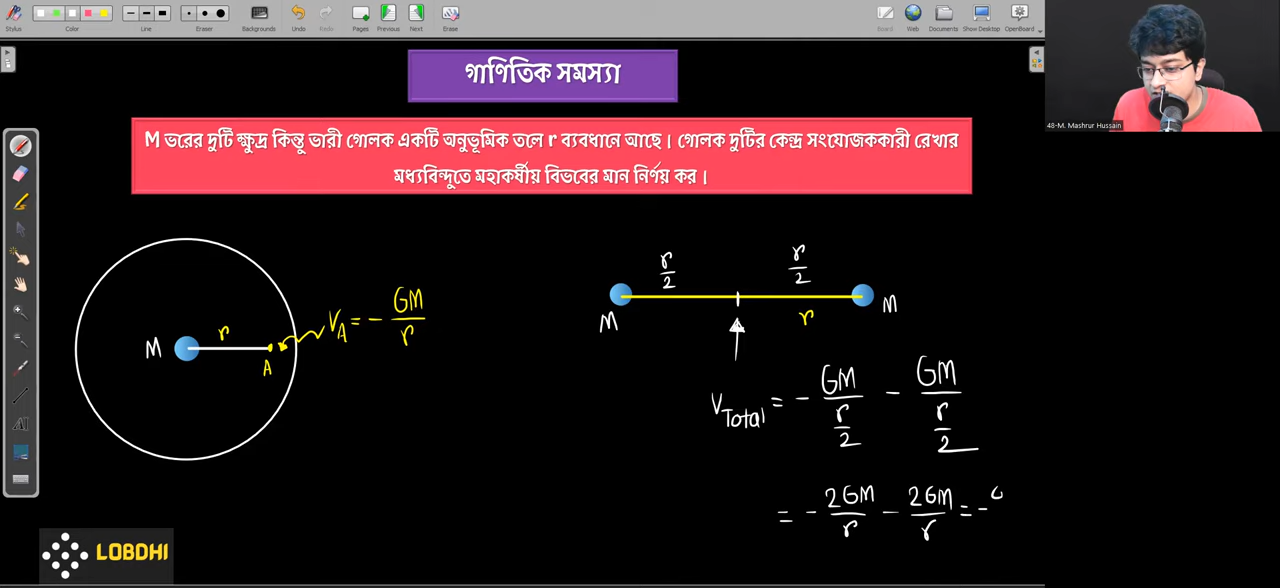 Stylus Color Line Eraser Backgrounds Undo Redo Pages Previous Next Erase Board Web Documents Show Desktop OpenBoard
48-M. Mashrur Hussain
গাণিতিক সমস্যা
M ভরের দুটি ক্ষুদ্র কিন্তু ভারী গোলক একটি অনুভূমিক তলে r ব্যবধানে আছে। গোলক দুটির কেন্দ্র সংযোজককারী রেখার
মধ্যবিন্দুতে মহাকর্ষীয় বিভবের মান নির্ণয় কর।
M r A
V_A = - GM/r
r/2 r/2
M r M
V_Total = - GM/(r/2) - GM/(r/2)
= - 2GM/r - 2GM/r = -
LOBDHI